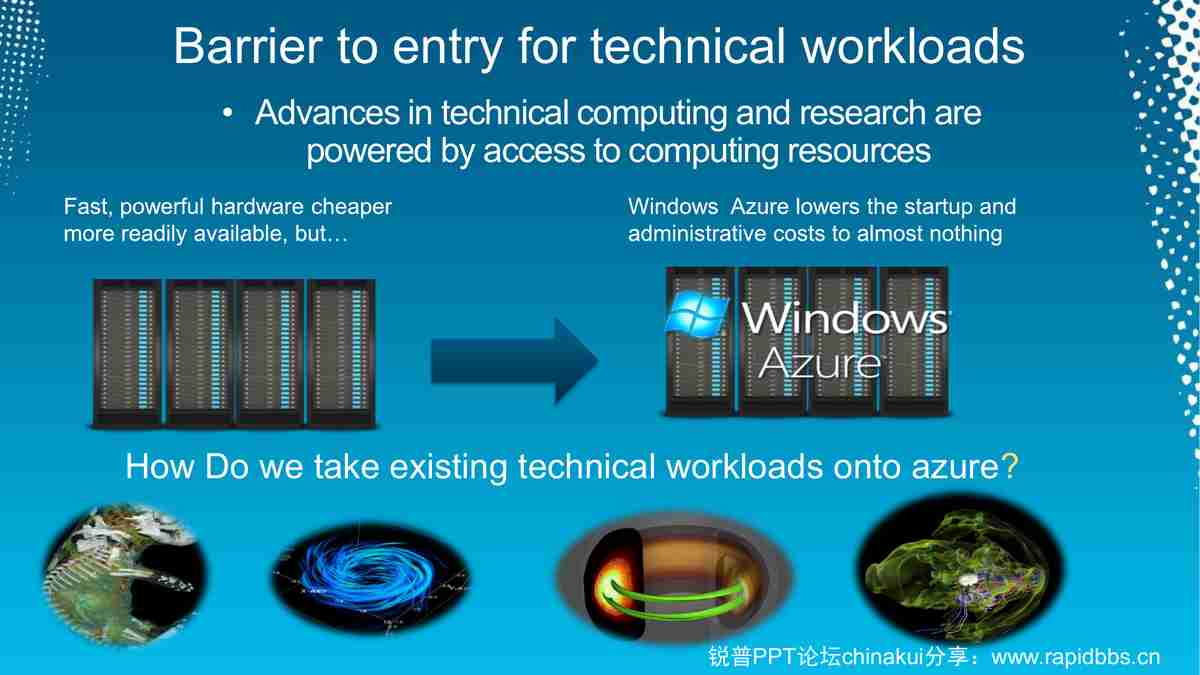 Barrier to entry for technical workloads
• Advances in technical computing and research are
powered by access to computing resources
Fast, powerful hardware cheaper
more readily available, but…
Windows Azure lowers the startup and
administrative costs to almost nothing
Windows
Azure
How Do we take existing technical workloads onto azure?
锐普PPT论坛chinakui分享：www.rapidbbs.cn